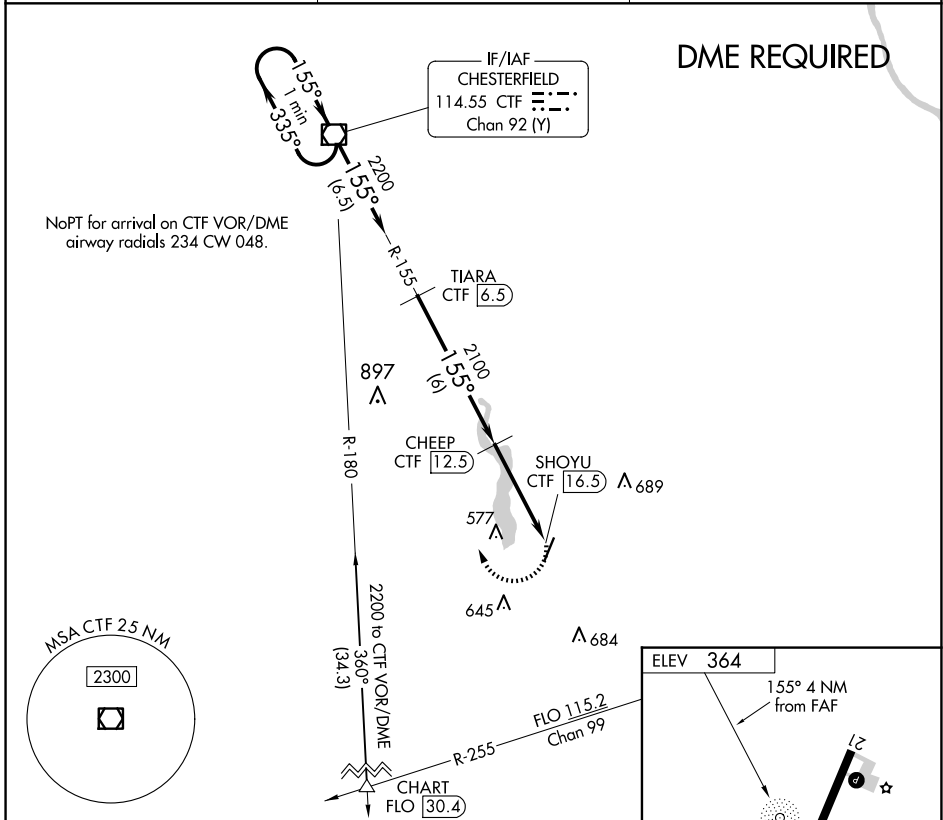 DME REQUIRED
IF/IAF
CHESTERFIELD
114.55 CTF
Chan 92 (Y)
155°
1 min
335°
2200
155°
(6.5)
NoPT for arrival on CTF VOR/DME
airway radials 234 CW 048.
R-155
TIARA
CTF 6.5
2100
155°
(6)
897
R-180
CHEEP
CTF 12.5
SHOYU
CTF 16.5
689
577
645
684
2200 to CTF VOR/DME
360°
(34.3)
MSA CTF 25 NM
2300
FLO 115.2
Chan 99
R-255
CHART
FLO 30.4
ELEV 364
155° 4 NM
from FAF
21
P